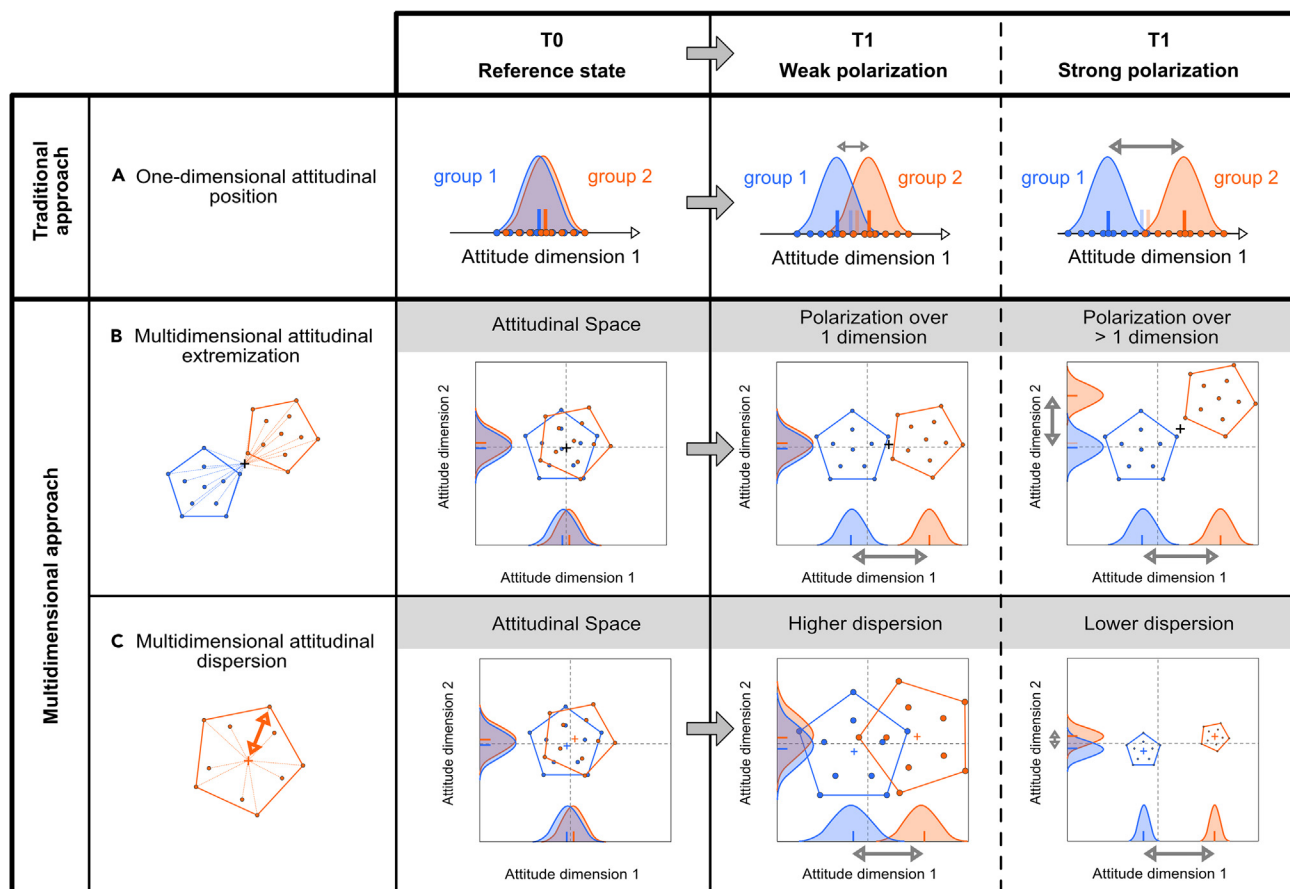 T0
Reference state
T1
Weak polarization
T1
Strong polarization
Traditional
approach
A One-dimensional attitudinal
position
group 1
group 2
Attitude dimension 1
group 1
group 2
Attitude dimension 1
group 1
group 2
Attitude dimension 1
Multidimensional approach
B Multidimensional attitudinal
extremization
Attitudinal Space
Attitude dimension 2
Attitude dimension 1
Polarization over
1 dimension
Attitude dimension 2
Attitude dimension 1
Polarization over
> 1 dimension
Attitude dimension 2
Attitude dimension 1
C Multidimensional attitudinal
dispersion
Attitudinal Space
Attitude dimension 2
Attitude dimension 1
Higher dispersion
Attitude dimension 2
Attitude dimension 1
Lower dispersion
Attitude dimension 2
Attitude dimension 1